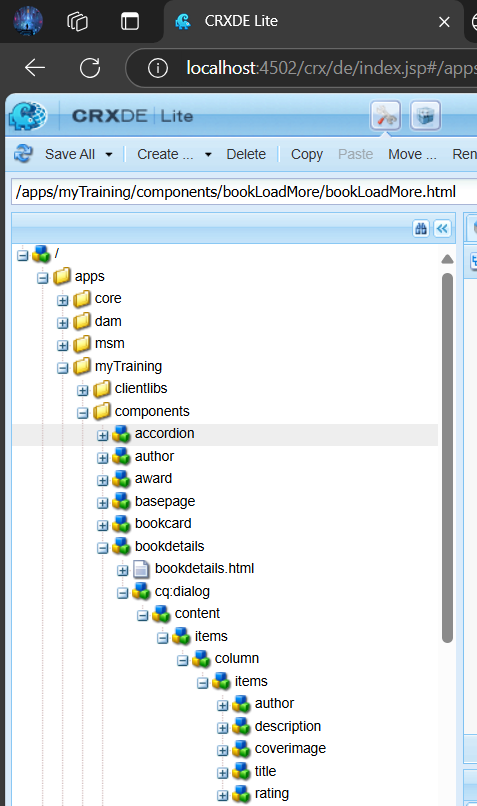 CRXDE Lite
localhost:4502/crx/de/index.jsp#/apps
CRXDE | Lite
Save All Create ... Delete Copy Paste Move ... Ren
/apps/myTraining/components/bookLoadMore/bookLoadMore.html
/
apps
core
dam
msm
myTraining
clientlibs
components
accordion
author
award
basepage
bookcard
bookdetails
bookdetails.html
cq:dialog
content
items
column
items
author
description
coverimage
title
rating